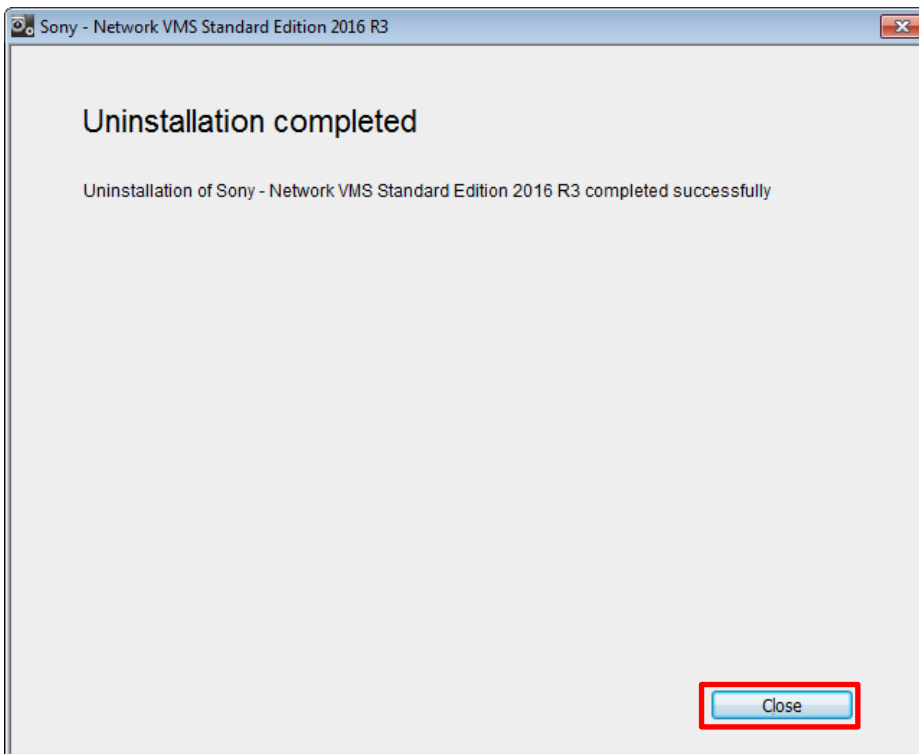 Sony - Network VMS Standard Edition 2016 R3
Uninstallation completed
Uninstallation of Sony - Network VMS Standard Edition 2016 R3 completed successfully
Close